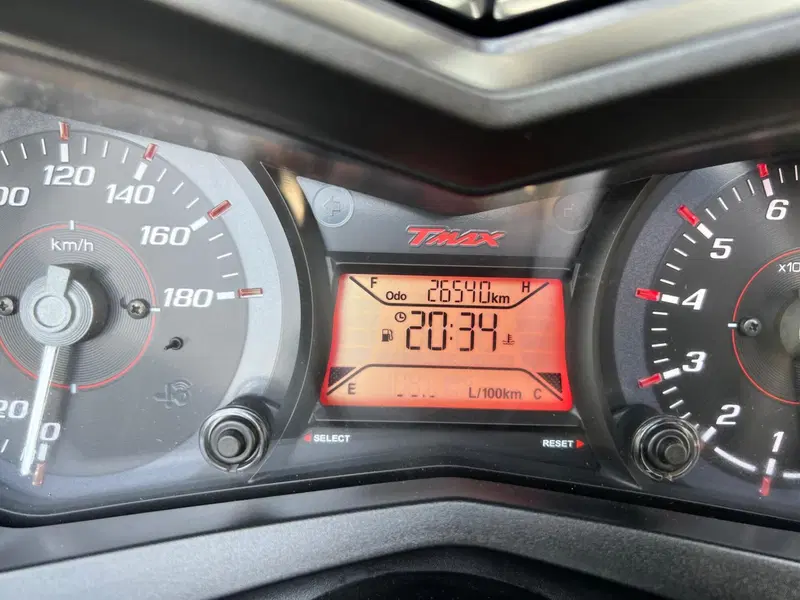 120
140
160
180
20
km/h
TMAX
F
H
Odo 26540km
20:34
E
L/100km C
SELECT
RESET
6
5
4
3
2
1